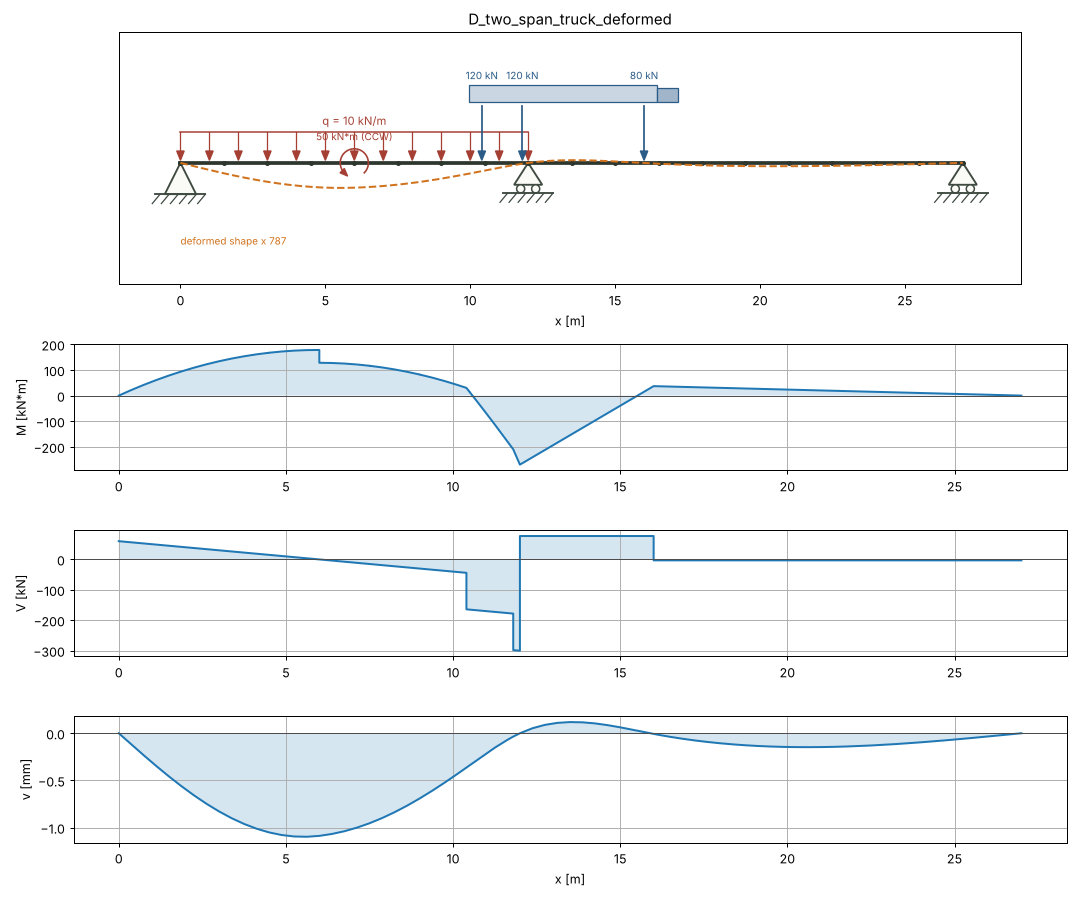 D_two_span_truck_deformed
120 kN 120 kN 80 kN
q = 10 kN/m
50 kN*m (CCW)
deformed shape x 787
0 5 10 15 20 25
x [m]
M [kN*m]
200
100
0
−100
−200
0 5 10 15 20 25
V [kN]
0
−100
−200
−300
0 5 10 15 20 25
v [mm]
0.0
−0.5
−1.0
0 5 10 15 20 25
x [m]